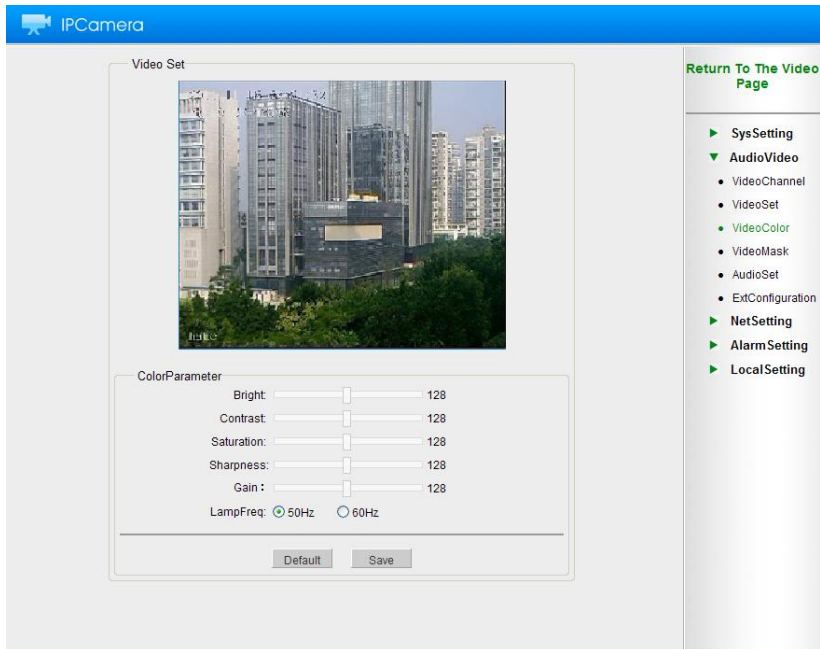 IPCamera
Video Set
ColorParameter
Bright: 128
Contrast: 128
Saturation: 128
Sharpness: 128
Gain: 128
LampFreq: 50Hz 60Hz
Default Save
Return To The Video
Page
SysSetting
AudioVideo
VideoChannel
VideoSet
VideoColor
VideoMask
AudioSet
ExtConfiguration
NetSetting
AlarmSetting
LocalSetting